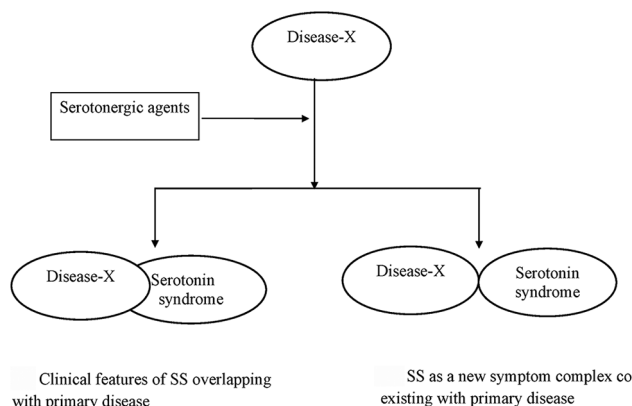 Disease-X
Serotonergic agents
Disease-X
Serotonin
syndrome
Disease-X
Serotonin
syndrome
Clinical features of SS overlapping
with primary disease
SS as a new symptom complex co
existing with primary disease